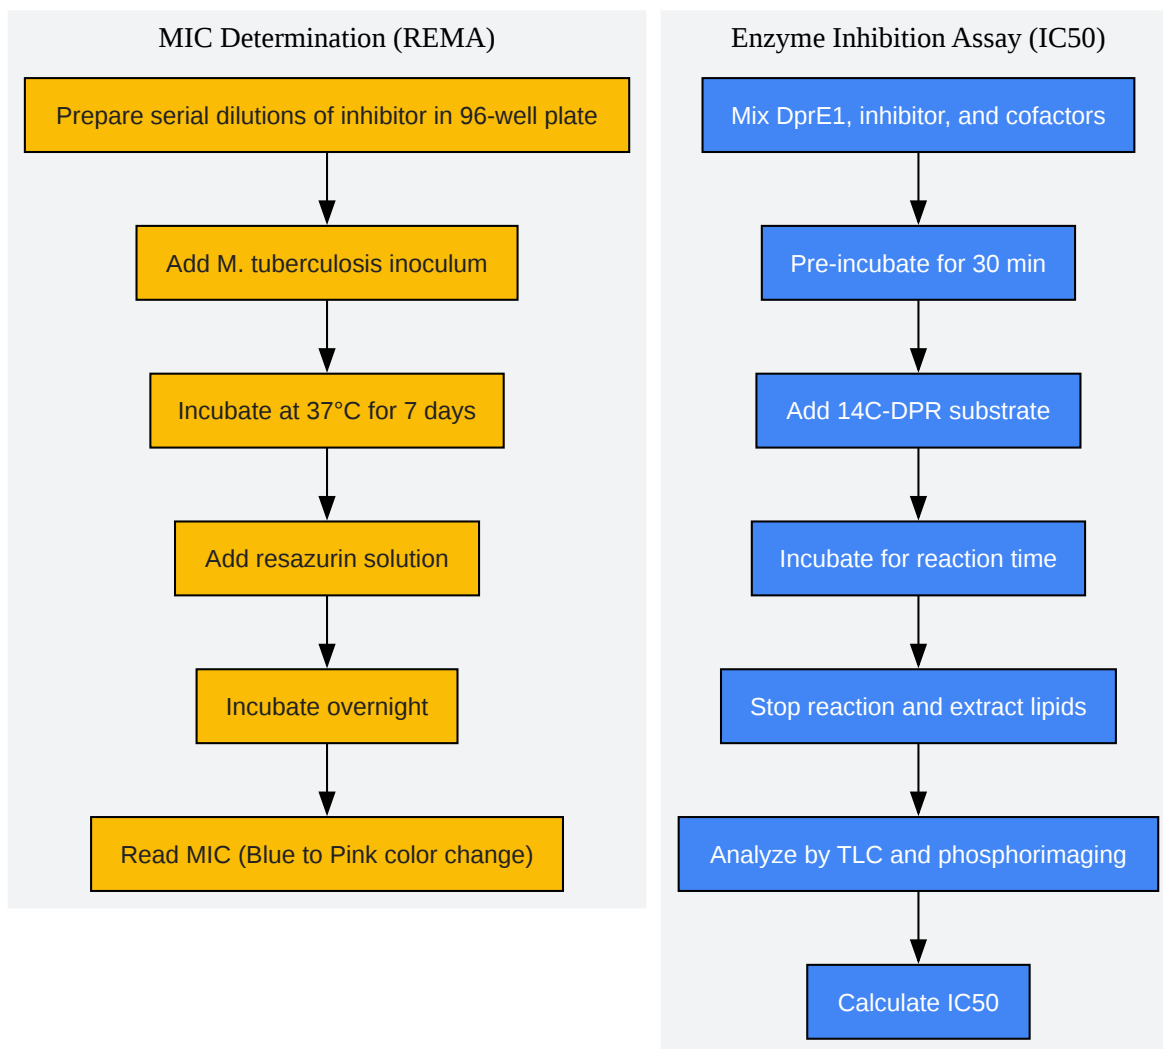 MIC Determination (REMA)
Prepare serial dilutions of inhibitor in 96-well plate
Add M. tuberculosis inoculum
Incubate at 37°C for 7 days
Add resazurin solution
Incubate overnight
Read MIC (Blue to Pink color change)
Enzyme Inhibition Assay (IC50)
Mix DprE1, inhibitor, and cofactors
Pre-incubate for 30 min
Add 14C-DPR substrate
Incubate for reaction time
Stop reaction and extract lipids
Analyze by TLC and phosphorimaging
Calculate IC50